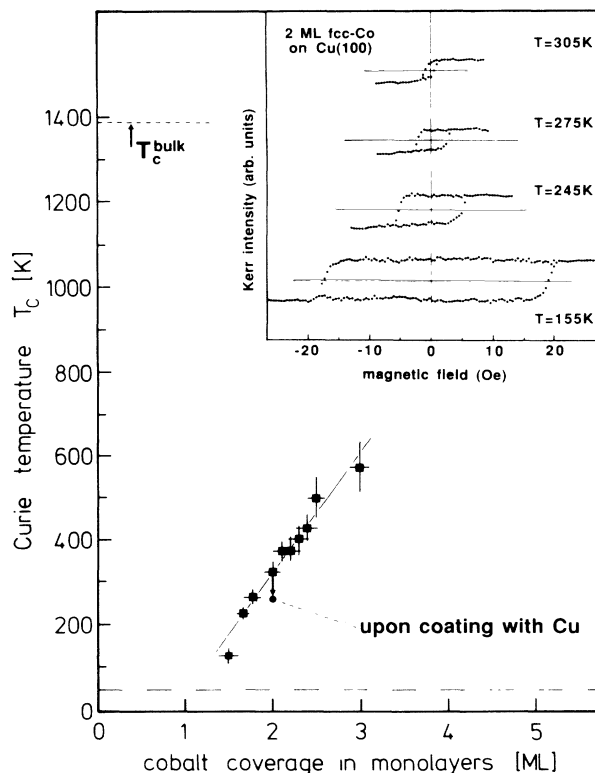 2 ML fcc-Co
on Cu(100)
T=305K
T=275K
T=245K
T=155K
Kerr intensity (arb. units)
-20 -10 0 10 20
magnetic field (Oe)
Curie temperature T_C [K]
1400
1200
1000
800
600
400
200
0
T_c^bulk
upon coating with Cu
0 1 2 3 4 5
cobalt coverage in monolayers [ML]